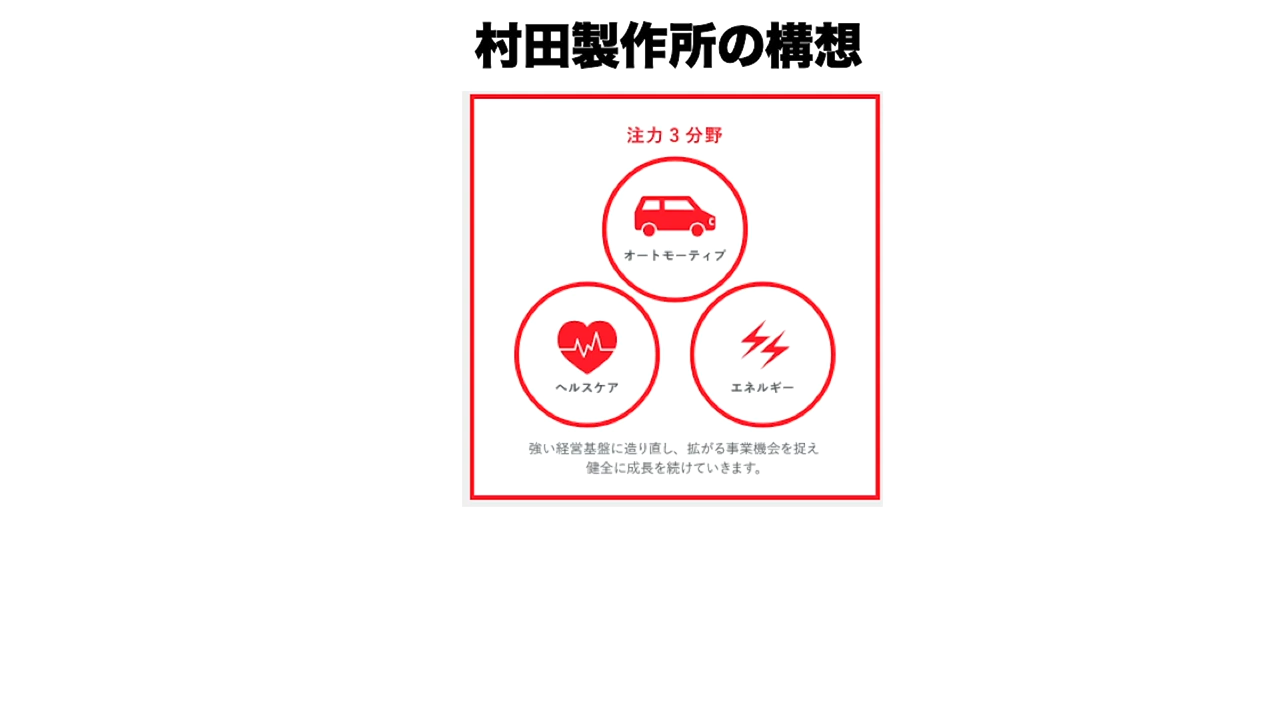 村田製作所の構想
注力3分野
オートモーティブ
ヘルスケア
エネルギー
強い経営基盤に造り直し、拡がる事業機会を捉え
健全に成長を続けていきます。